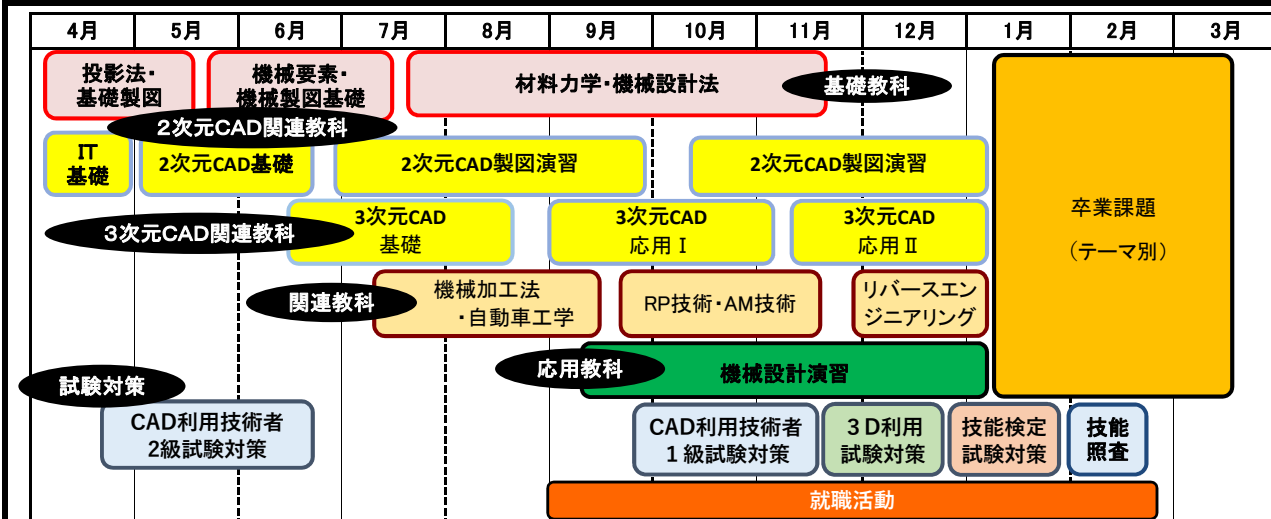 4月 5月 6月 7月 8月 9月 10月 11月 12月 1月 2月 3月
投影法・
基礎製図
機械要素・
機械製図基礎
材料力学・機械設計法
基礎教科
2次元CAD関連教科
IT
基礎
2次元CAD基礎
2次元CAD製図演習
2次元CAD製図演習
3次元CAD関連教科
3次元CAD
基礎
3次元CAD
応用Ⅰ
3次元CAD
応用Ⅱ
卒業課題
（テーマ別）
関連教科
機械加工法
・自動車工学
RP技術・AM技術
リバースエン
ジニアリング
応用教科
機械設計演習
試験対策
CAD利用技術者
2級試験対策
CAD利用技術者
１級試験対策
３D利用
試験対策
技能検定
試験対策
技能
照査
就職活動